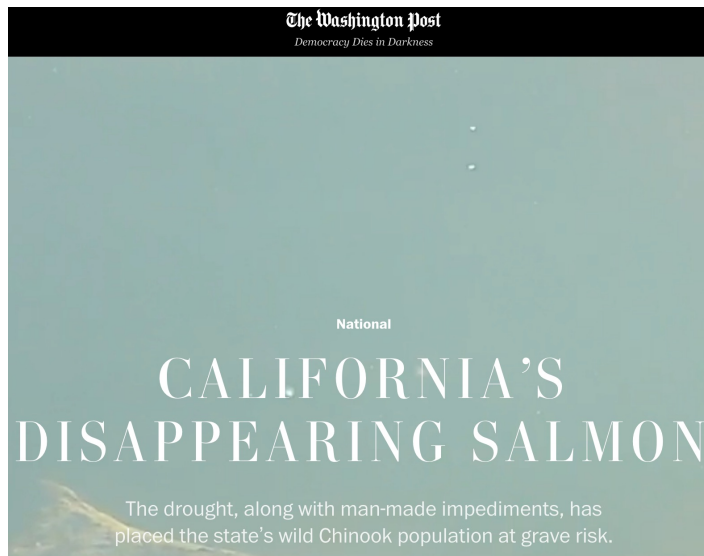 The Washington Post
Democracy Dies in Darkness
National
CALIFORNIA'S
DISAPPEARING SALMON
The drought, along with man-made impediments, has
placed the state's wild Chinook population at grave risk.